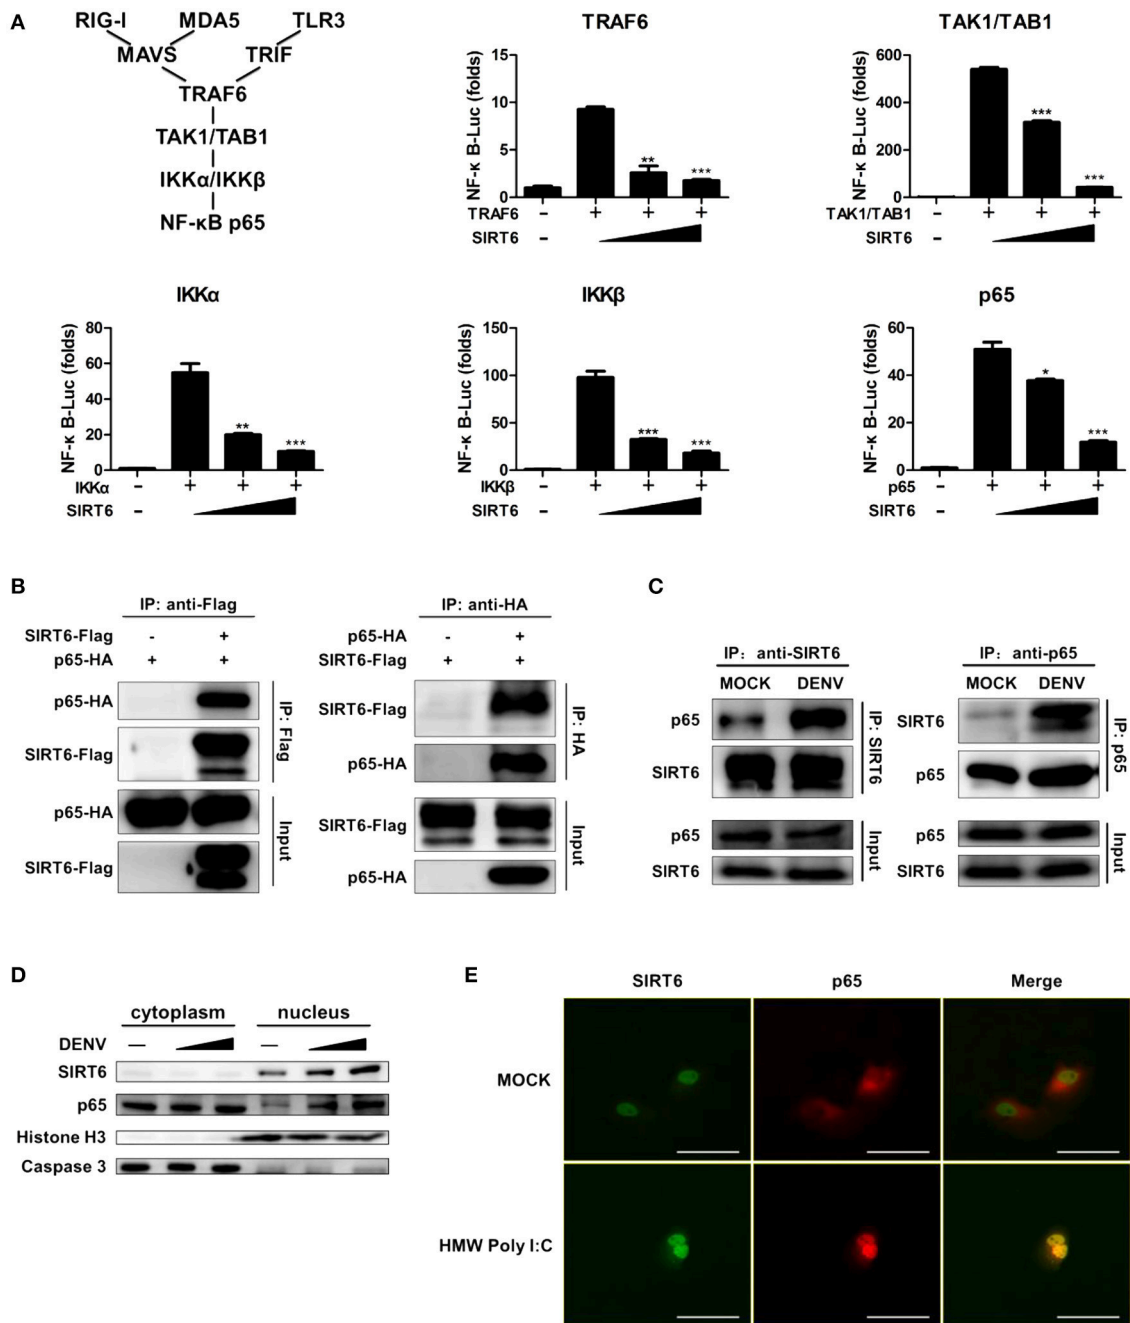 A
RIG-I MDA5 TLR3
MAVS TRIF
TRAF6
TAK1/TAB1
IKKα/IKKβ
NF-κB p65
TRAF6
NF-κ B-Luc (folds)
15
10
5
0
TRAF6 - + + +
SIRT6 -
** ***
TAK1/TAB1
NF-κ B-Luc (folds)
600
400
200
0
TAK1/TAB1 - + + +
SIRT6 -
*** ***
IKKα
NF-κ B-Luc (folds)
80
60
40
20
0
IKKα - + + +
SIRT6 -
** ***
IKKβ
NF-κ B-Luc (folds)
150
100
50
0
IKKβ - + + +
SIRT6 -
*** ***
p65
NF-κ B-Luc (folds)
60
40
20
0
p65 - + + +
SIRT6 -
* ***
B
IP: anti-Flag
SIRT6-Flag - +
p65-HA + +
p65-HA
SIRT6-Flag
IP: Flag
p65-HA
SIRT6-Flag
Input
IP: anti-HA
p65-HA - +
SIRT6-Flag + +
SIRT6-Flag
p65-HA
IP: HA
SIRT6-Flag
p65-HA
Input
C
IP: anti-SIRT6
MOCK DENV
p65
SIRT6
IP: SIRT6
p65
SIRT6
Input
IP: anti-p65
MOCK DENV
SIRT6
p65
IP: p65
p65
SIRT6
Input
D
cytoplasm nucleus
DENV — —
SIRT6
p65
Histone H3
Caspase 3
E
SIRT6 p65 Merge
MOCK
HMW Poly I:C